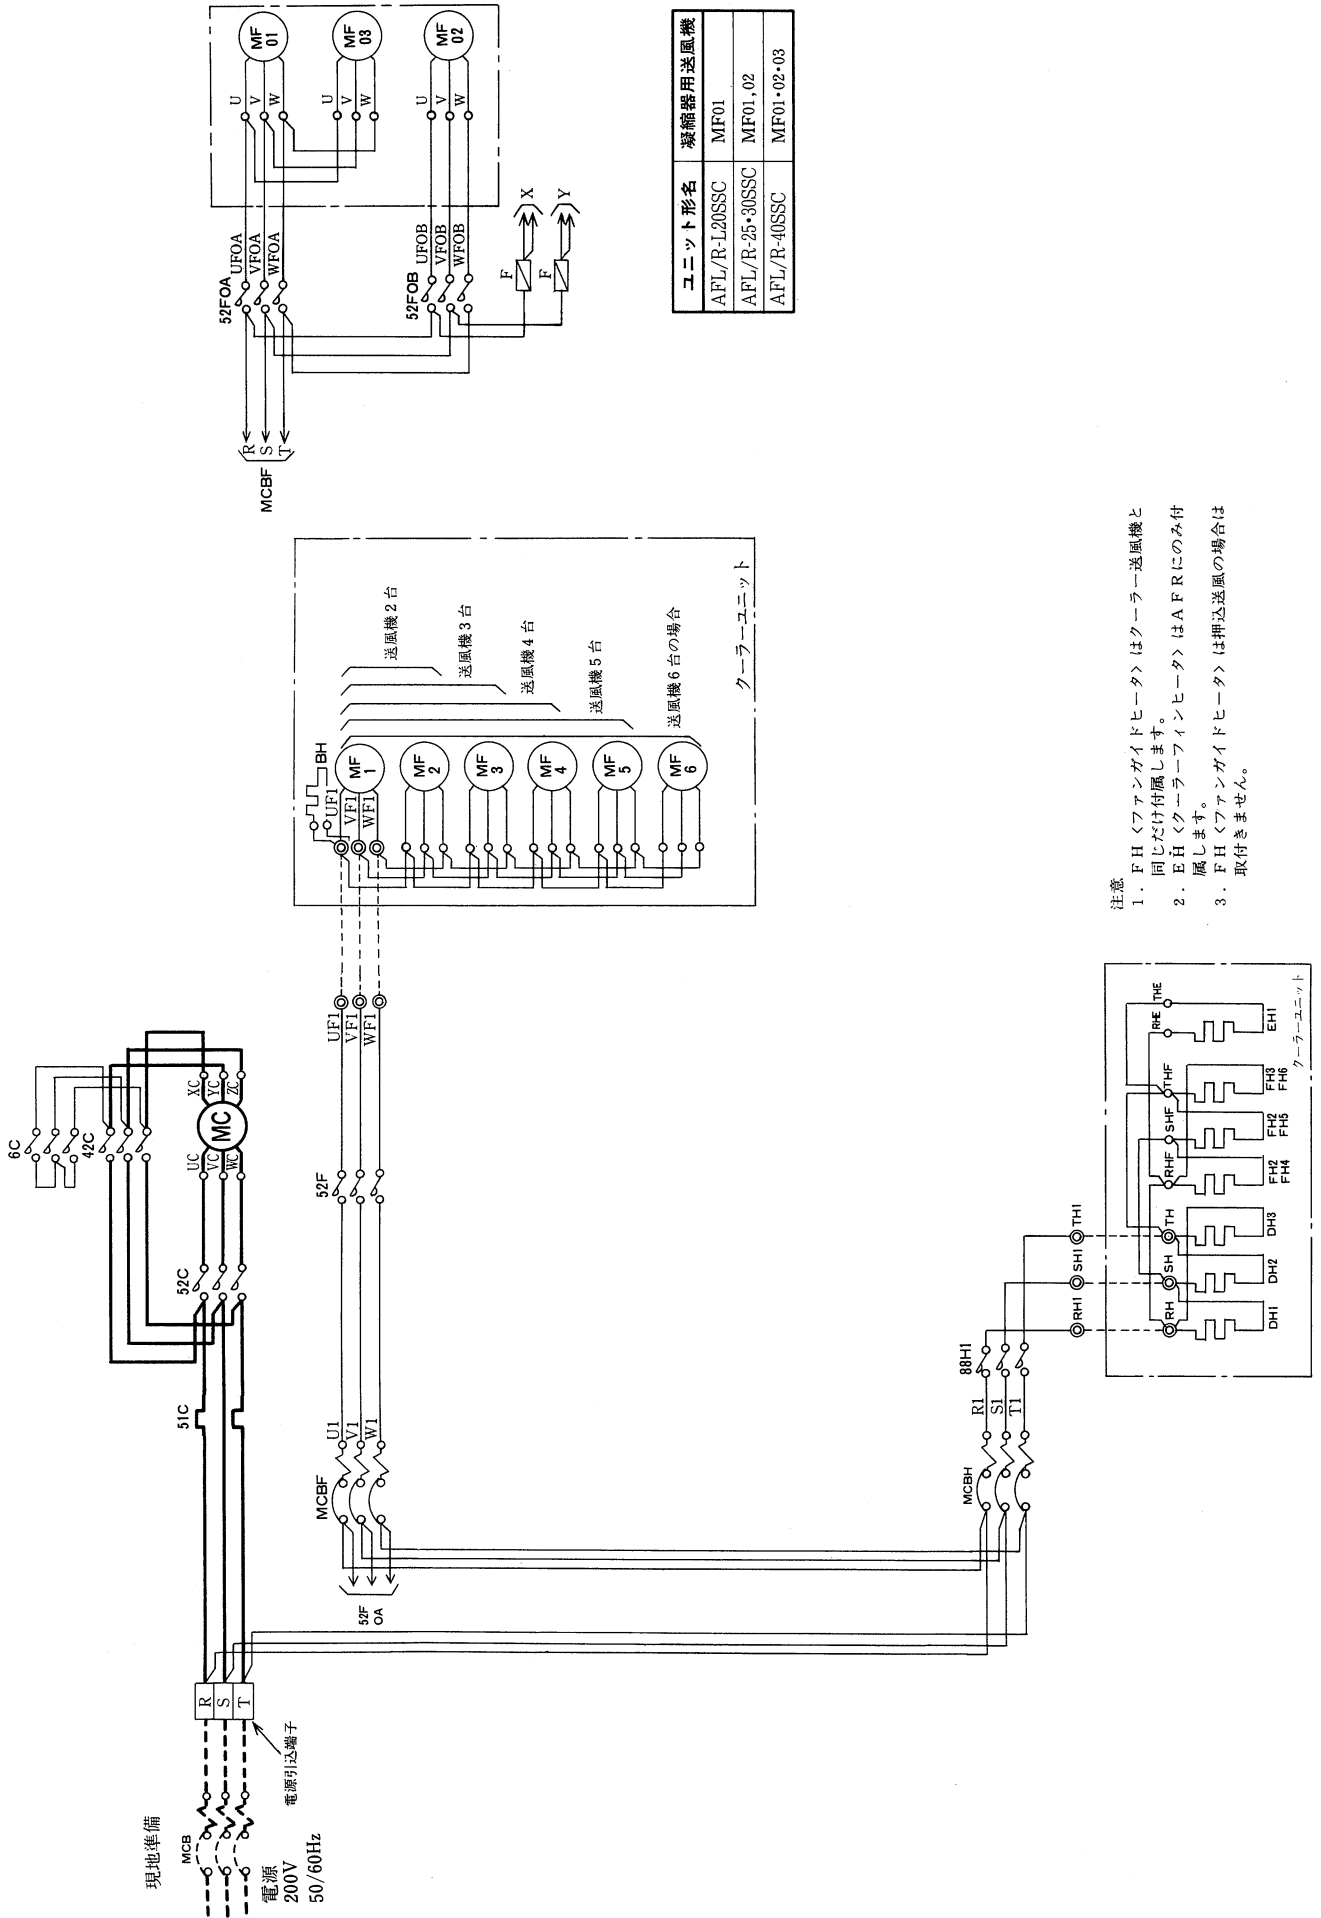 現地準備
MCB
電源
200V
50/60Hz
電源引込端子
R
S
T
51C
52C
6C
42C
UC
VC
WC
MC
XC
YC
ZC
MCBF
U1
V1
W1
52F
OA
52F
UF1
VF1
WF1
BH
UF1
VF1
WF1
MF
1
MF
2
MF
3
MF
4
MF
5
MF
6
送風機2台
送風機3台
送風機4台
送風機5台
送風機6台の場合
クーラーユニット
MCBH
R1
S1
T1
88H1
RH1
SH1
TH1
RH
SH
TH
RHF
SHF
THF
RHE
THE
DH1
DH2
DH3
FH2
FH4
FH2
FH5
FH3
FH6
EH1
クーラーユニット
MCBF
R
S
T
52FOA
UFOA
VFOA
WFOA
52FOB
UFOB
VFOB
WFOB
U
V
W
U
V
W
U
V
W
MF
01
MF
03
MF
02
F
F
X
Y
ユニット形名 凝縮器用送風機
AFL/R-L20SSC MF01
AFL/R-25・30SSC MF01,02
AFL/R-40SSC MF01・02・03
注意
1. FH〈ファンガイドヒータ〉はクーラー送風機と
同じだけ付属します。
2. EH〈クーラーフィンヒータ〉はAFRにのみ付
属します。
3. FH〈ファンガイドヒータ〉は押込送風の場合は
取付きません。